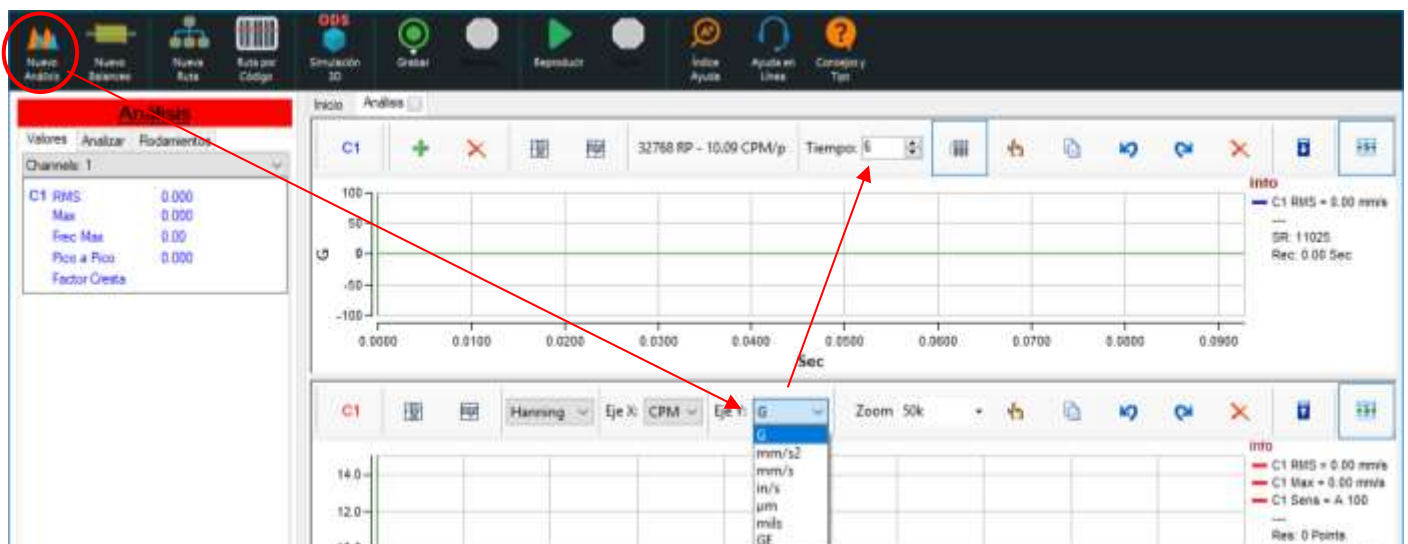 ODS
Nuevo Análisis
Nuevo Balanceo
Nueva Ruta
Ruta por Código
Simulación 3D
Grabar
Reproducir
Índice Ayuda
Ayuda en Línea
Consejos y Tips
Análisis
Valores Analizar Rodamientos
Channels: 1
C1 RMS 0.000
Max 0.000
Frec Max 0.00
Pico a Pico 0.000
Factor Cresta
Inicio Análisis
C1 32768 RP - 10.09 CPM/p Tiempo: 6
Info
C1 RMS = 0.00 mm/s
---
SR: 11025
Rec: 0.00 Sec
100
50
0
-50
-100
G
0.0000 0.0100 0.0200 0.0300 0.0400 0.0500 0.0600 0.0700 0.0800 0.0900
Sec
C1 Hanning Eje X: CPM Eje Y: G Zoom 50k
G
mm/s2
mm/s
in/s
µm
mils
GE
14.0
12.0
Info
C1 RMS = 0.00 mm/s
C1 Max = 0.00 mm/s
C1 Sens = A 100
---
Res: 0 Points